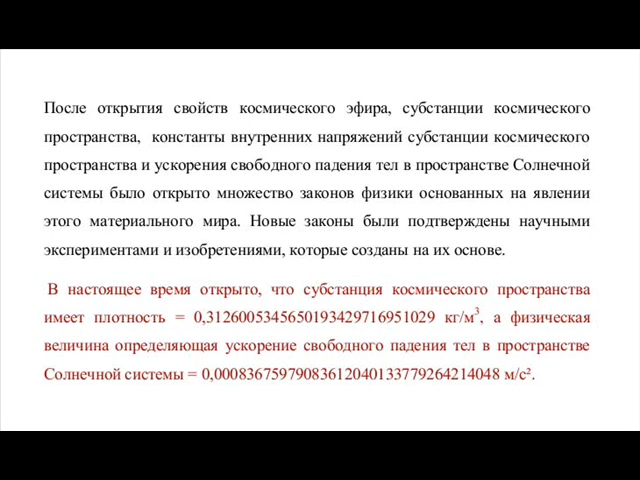 После открытия свойств космического эфира, субстанции космического
пространства, константы внутренних напряжений субстанции космического
пространства и ускорения свободного падения тел в пространстве Солнечной
системы было открыто множество законов физики основанных на явлении
этого материального мира. Новые законы были подтверждены научными
экспериментами и изобретениями, которые созданы на их основе.
В настоящее время открыто, что субстанция космического пространства
имеет плотность = 0,3126005345650193429716951029 кг/м³, а физическая
величина определяющая ускорение свободного падения тел в пространстве
Солнечной системы = 0,00083675979083612040133779264214048 м/с².